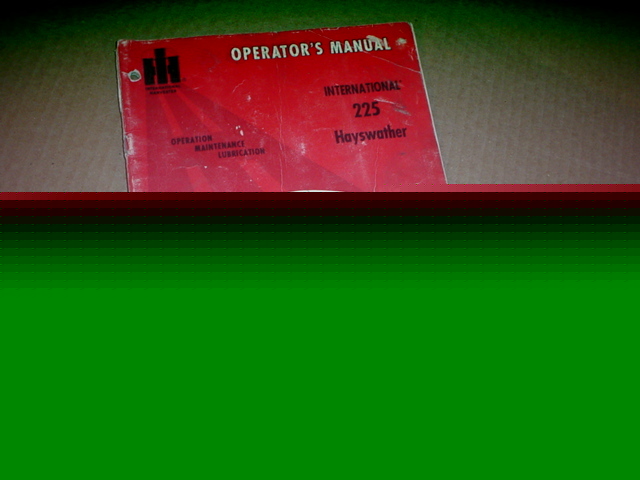 OPERATOR'S MANUAL
INTERNATIONAL
225
Hayswather
OPERATION
MAINTENANCE
LUBRICATION